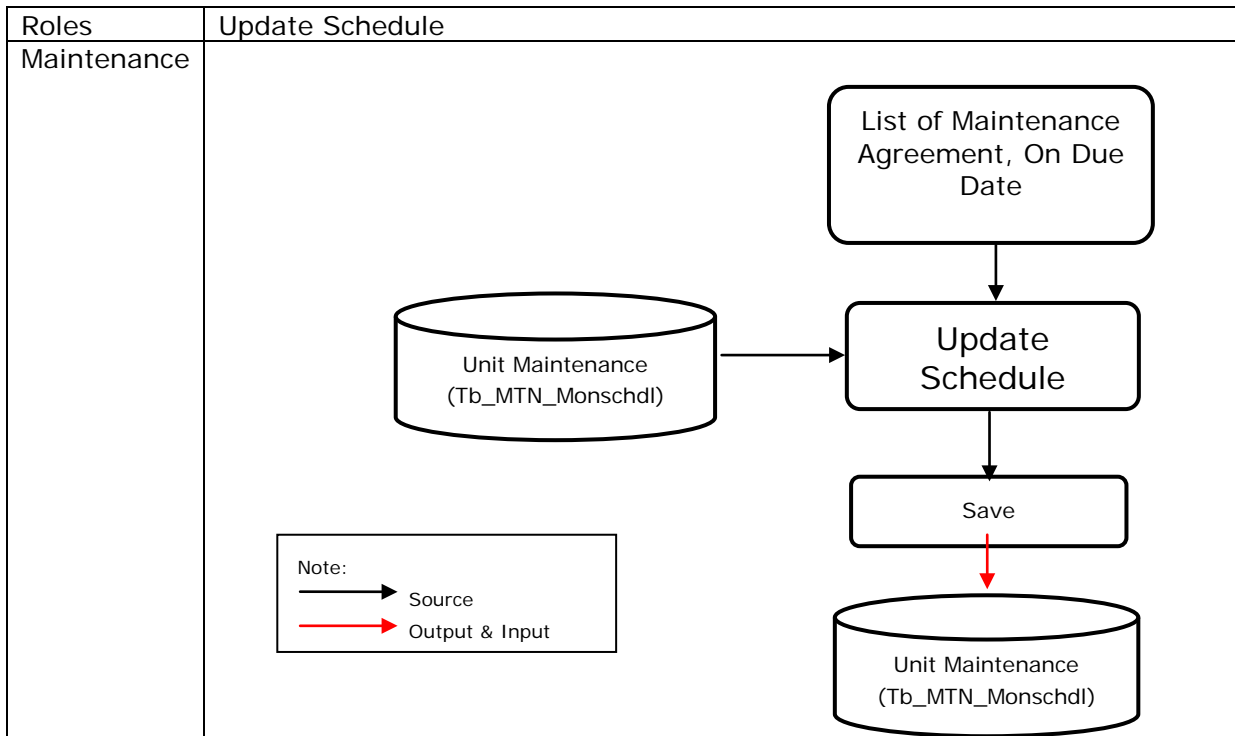 Roles
Update Schedule
Maintenance
List of Maintenance
Agreement, On Due
Date
Update
Schedule
Unit Maintenance
(Tb_MTN_Monschdl)
Save
Note:
Source
Output & Input
Unit Maintenance
(Tb_MTN_Monschdl)